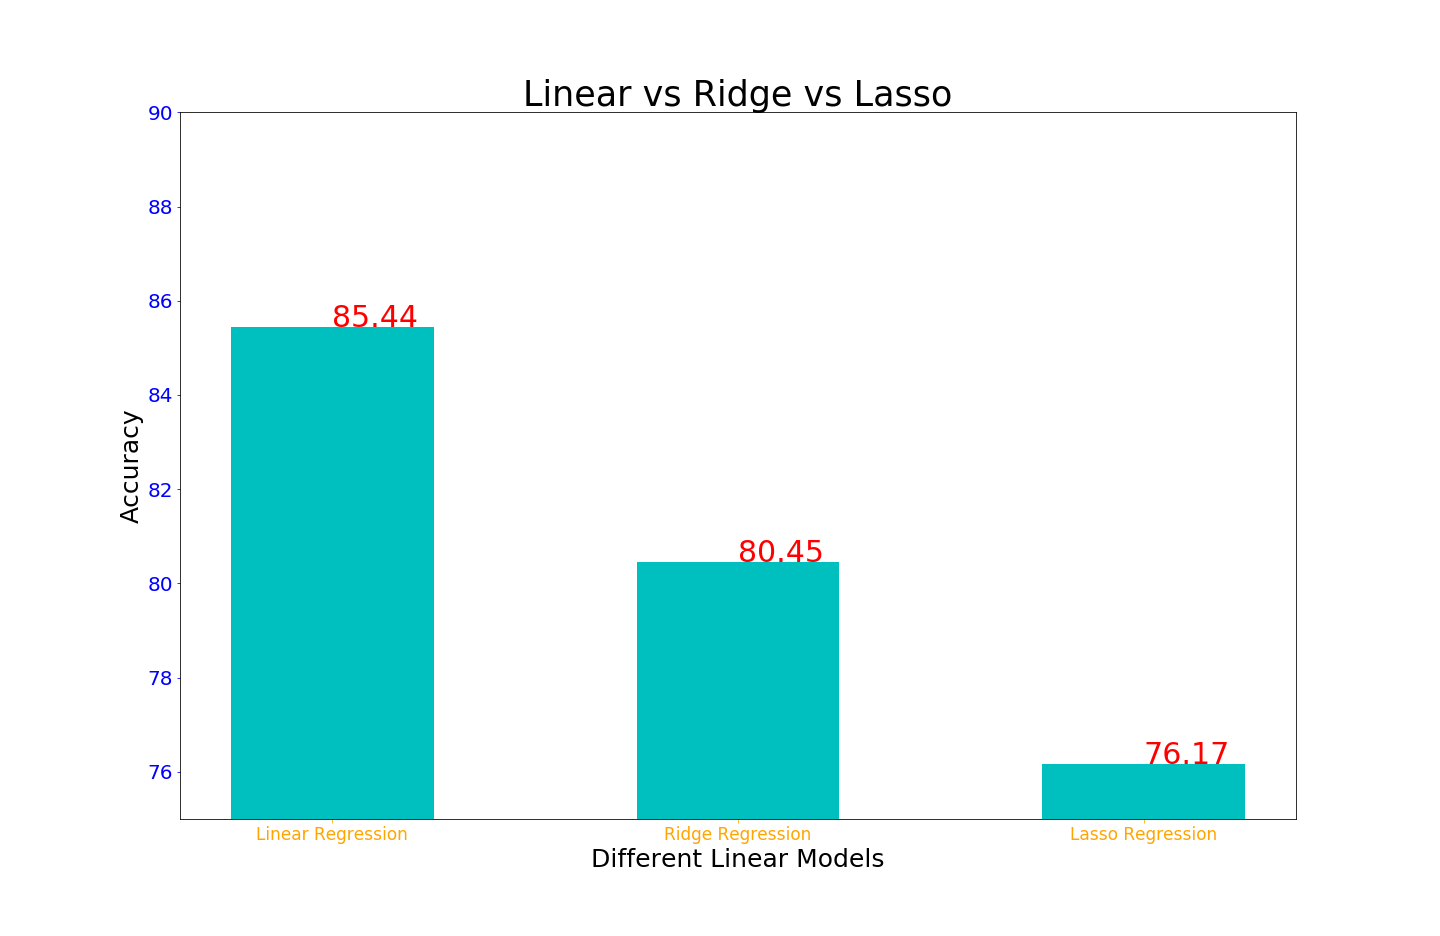 Linear vs Ridge vs Lasso
90
88
86
84
82
80
78
76
Accuracy
85.44
80.45
76.17
Linear Regression
Ridge Regression
Lasso Regression
Different Linear Models